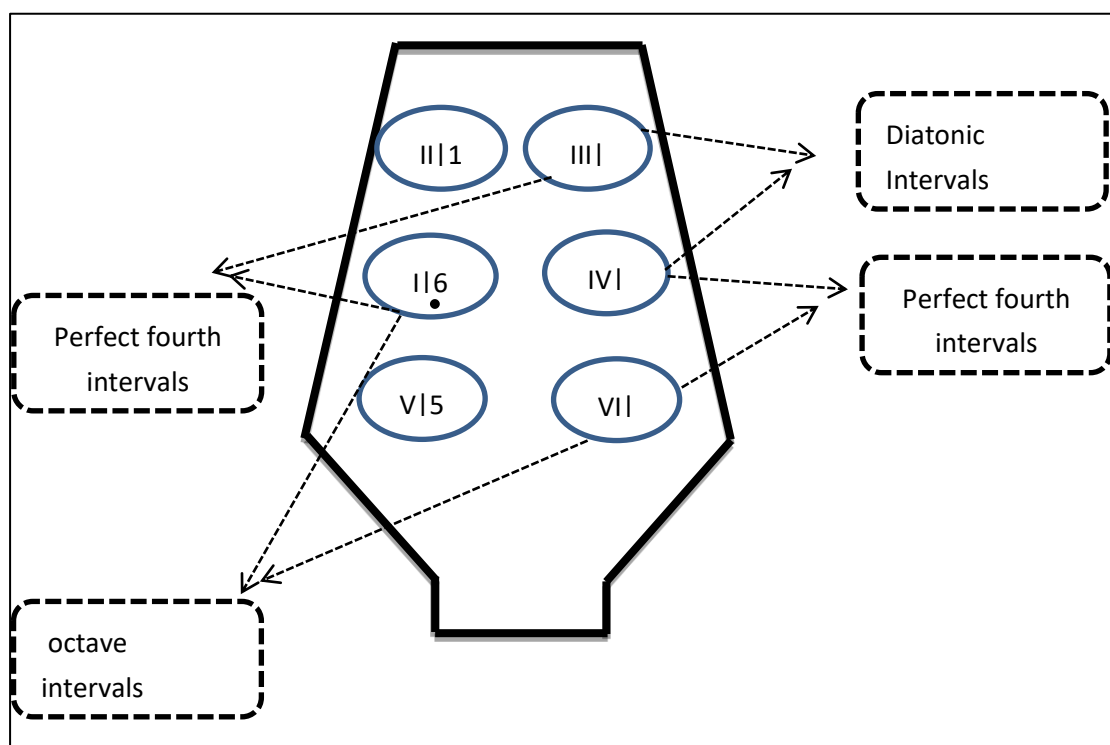 II|1
III|
Diatonic
Intervals
I|6
IV|
Perfect fourth
intervals
Perfect fourth
intervals
V|5
VI|
octave
intervals